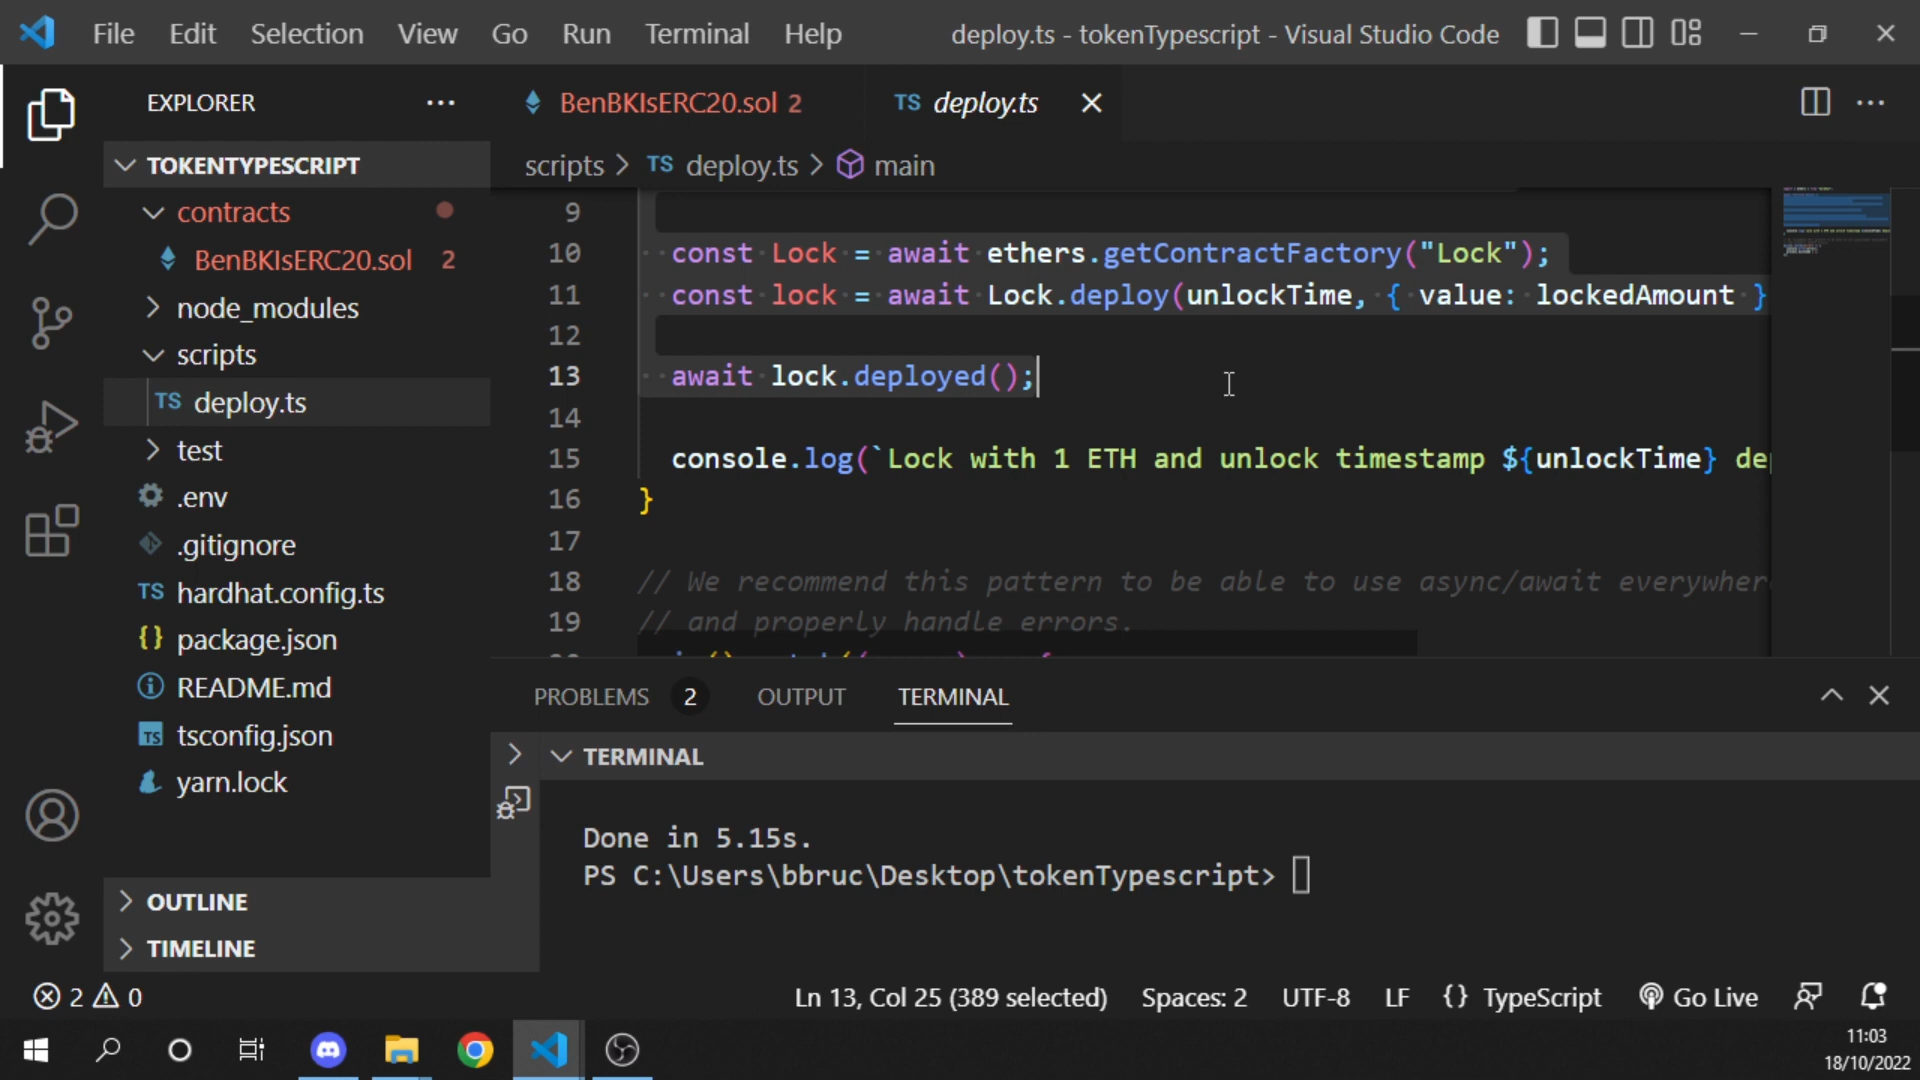 File Edit Selection View Go Run Terminal Help deploy.ts - tokenTypescript - Visual Studio Code
EXPLORER
TOKENTYPESCRIPT
contracts
BenBKIsERC20.sol 2
node_modules
scripts
TS deploy.ts
test
.env
.gitignore
TS hardhat.config.ts
{} package.json
README.md
TS tsconfig.json
yarn.lock
OUTLINE
TIMELINE
BenBKIsERC20.sol 2 TS deploy.ts
scripts > TS deploy.ts > main
9
10 const Lock = await ethers.getContractFactory("Lock");
11 const lock = await Lock.deploy(unlockTime, { value: lockedAmount }
12
13 await lock.deployed();
14
15 console.log(`Lock with 1 ETH and unlock timestamp ${unlockTime} de
16 }
17
18 // We recommend this pattern to be able to use async/await everywher
19 // and properly handle errors.
PROBLEMS 2 OUTPUT TERMINAL
TERMINAL
Done in 5.15s.
PS C:\Users\bbruc\Desktop\tokenTypescript>
2 0 Ln 13, Col 25 (389 selected) Spaces: 2 UTF-8 LF {} TypeScript Go Live
11:03
18/10/2022